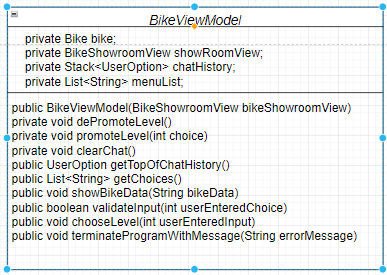 BikeViewModel
private Bike bike;
private BikeShowroomView showRoomView;
private Stack<UserOption> chatHistory;
private List<String> menuList;
public BikeViewModel(BikeShowroomView bikeShowroomView)
private void dePromoteLevel()
private void promoteLevel(int choice)
private void clearChat()
public UserOption getTopOfChatHistory()
public List<String> getChoices()
public void showBikeData(String bikeData)
public boolean validateInput(int userEnteredChoice)
public void chooseLevel(int userEnteredInput)
public void terminateProgramWithMessage(String errorMessage)